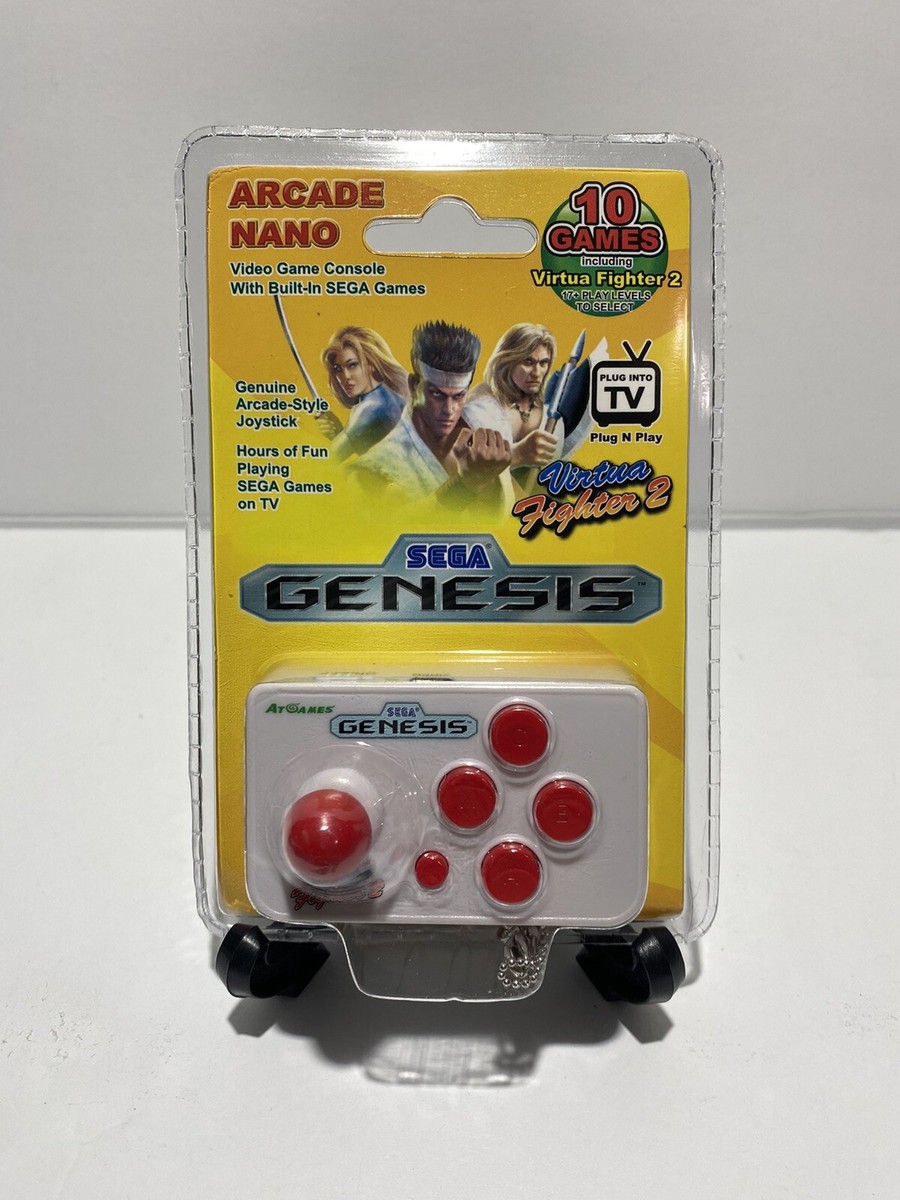 ARCADE
NANO
Video Game Console
With Built-In SEGA Games
10
GAMES
including
Virtua Fighter 2
17+ PLAY LEVELS
TO SELECT
Genuine
Arcade-Style
Joystick
Hours of Fun
Playing
SEGA Games
on TV
PLUG INTO
TV
Plug N Play
Virtua
Fighter 2
SEGA®
GENESIS™
ATGAMES
SEGA®
GENESIS
B